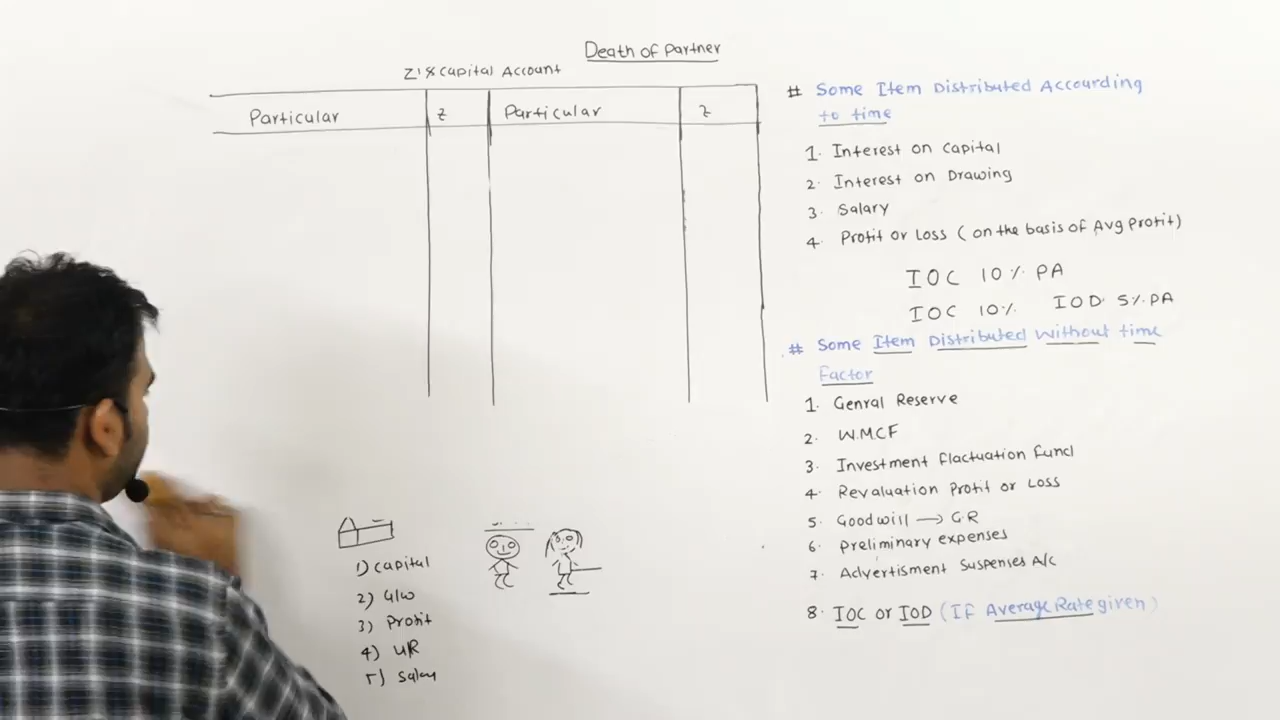 Death of Partner
Z's Capital Account
Particular z Particular z
# Some Item Distributed Accourding
to time
1. Interest on Capital
2. Interest on Drawing
3. Salary
4. Profit or Loss ( on the basis of Avg Profit)
IOC 10% PA
IOC 10% IOD 5% PA
# Some Item Distributed Without time
Factor
1. Genral Reserve
2. W.M.C.F
3. Investment flactuation Fund
4. Revaluation Profit or Loss
5. Goodwill → G.R
6. Preliminary expenses
7. Advertisment Suspenses A/c
8. IOC or IOD (If Average Rate given)
1) Capital
2) G/W
3) Profit
4) UR
5) Salay